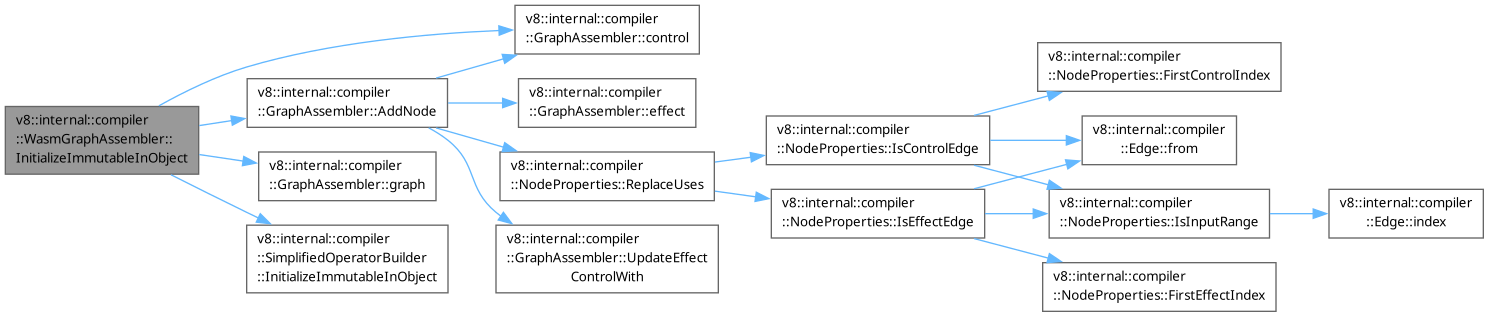 v8::internal::compiler
::WasmGraphAssembler::
InitializeImmutableInObject
v8::internal::compiler
::GraphAssembler::control
v8::internal::compiler
::GraphAssembler::AddNode
v8::internal::compiler
::GraphAssembler::effect
v8::internal::compiler
::GraphAssembler::graph
v8::internal::compiler
::SimplifiedOperatorBuilder
::InitializeImmutableInObject
v8::internal::compiler
::NodeProperties::ReplaceUses
v8::internal::compiler
::GraphAssembler::UpdateEffect
ControlWith
v8::internal::compiler
::NodeProperties::IsControlEdge
v8::internal::compiler
::NodeProperties::IsEffectEdge
v8::internal::compiler
::NodeProperties::FirstControlIndex
v8::internal::compiler
::Edge::from
v8::internal::compiler
::NodeProperties::IsInputRange
v8::internal::compiler
::NodeProperties::FirstEffectIndex
v8::internal::compiler
::Edge::index